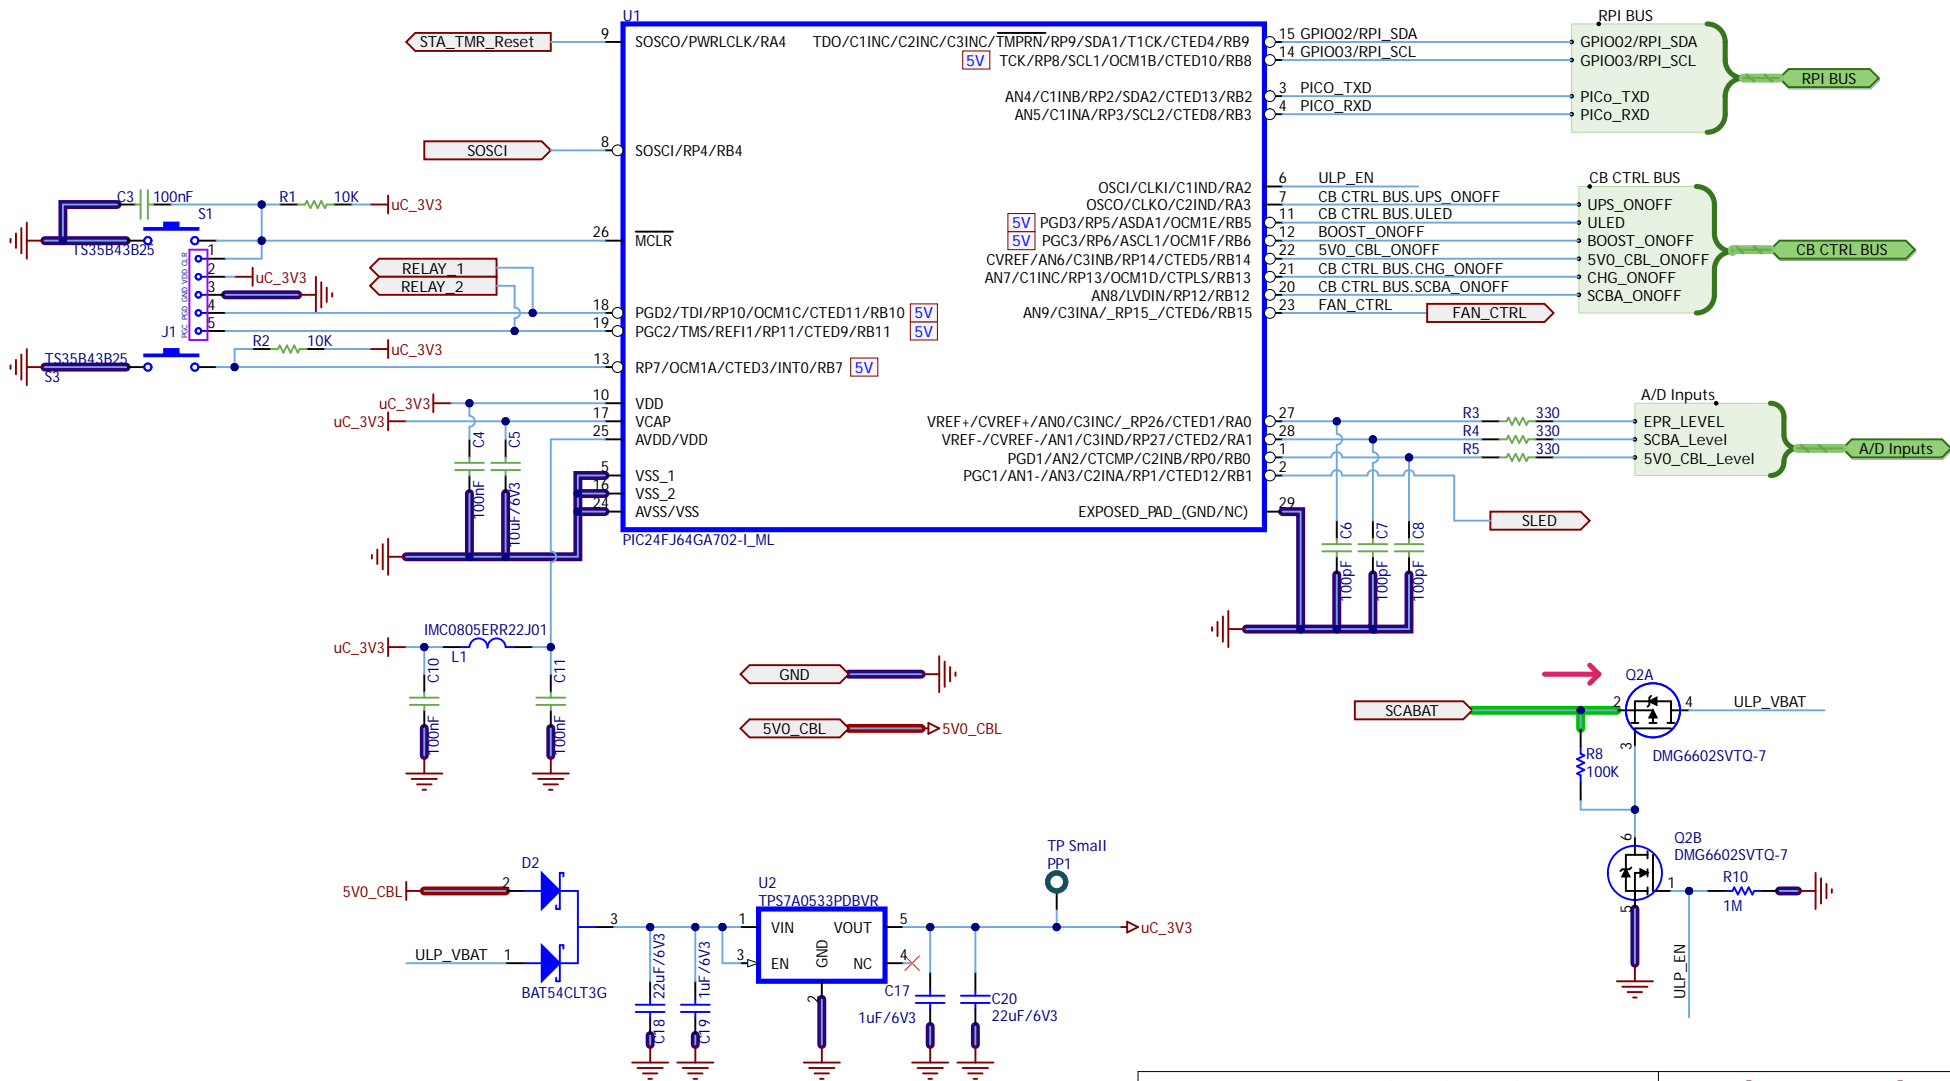 U1
STA_TMR_Reset
9
SOSCO/PWRLCLK/RA4
TDO/C1INC/C2INC/C3INC/TMPRN/RP9/SDA1/T1CK/CTED4/RB9
15 GPIO02/RPI_SDA
5V
TCK/RP8/SCL1/OCM1B/CTED10/RB8
14 GPIO03/RPI_SCL
AN4/C1INB/RP2/SDA2/CTED13/RB2
3 PICO_TXD
AN5/C1INA/RP3/SCL2/CTED8/RB3
4 PICO_RXD
RPI BUS
GPIO02/RPI_SDA
GPIO03/RPI_SCL
PICo_TXD
PICo_RXD
RPI BUS
SOSCI
8
SOSCI/RP4/RB4
OSCI/CLKI/C1IND/RA2
6 ULP_EN
OSCO/CLKO/C2IND/RA3
7 CB CTRL BUS.UPS_ONOFF
5V PGD3/RP5/ASDA1/OCM1E/RB5
11 CB CTRL BUS.ULED
5V PGC3/RP6/ASCL1/OCM1F/RB6
12 BOOST_ONOFF
CVREF/AN6/C3INB/RP14/CTED5/RB14
22 5V0_CBL_ONOFF
AN7/C1INC/RP13/OCM1D/CTPLS/RB13
21 CB CTRL BUS.CHG_ONOFF
AN8/LVDIN/RP12/RB12
20 CB CTRL BUS.SCBA_ONOFF
AN9/C3INA/_RP15_/CTED6/RB15
23 FAN_CTRL
FAN_CTRL
CB CTRL BUS
UPS_ONOFF
ULED
BOOST_ONOFF
5V0_CBL_ONOFF
CHG_ONOFF
SCBA_ONOFF
CB CTRL BUS
C3 100nF
R1 10K
uC_3V3
S1
TS35B43B25
26
MCLR
J1
1
2
3
4
5
PGC PGD GND VDD CLR
uC_3V3
RELAY_1
RELAY_2
18
PGD2/TDI/RP10/OCM1C/CTED11/RB10 5V
19
PGC2/TMS/REFI1/RP11/CTED9/RB11 5V
R2 10K
uC_3V3
TS35B43B25
S3
13
RP7/OCM1A/CTED3/INT0/RB7 5V
uC_3V3
10
VDD
uC_3V3
17
VCAP
25
AVDD/VDD
C4
100nF
C5
10uF/6V3
5
VSS_1
16
VSS_2
24
AVSS/VSS
VREF+/CVREF+/AN0/C3INC/_RP26/CTED1/RA0
27
VREF-/CVREF-/AN1/C3IND/RP27/CTED2/RA1
28
PGD1/AN2/CTCMP/C2INB/RP0/RB0
1
PGC1/AN1-/AN3/C2INA/RP1/CTED12/RB1
2
EXPOSED_PAD_(GND/NC)
29
R3 330
R4 330
R5 330
A/D Inputs
EPR_LEVEL
SCBA_Level
5V0_CBL_Level
A/D Inputs
SLED
C6
100pF
C7
100pF
C8
100pF
PIC24FJ64GA702-I_ML
uC_3V3
IMC0805ERR22J01
L1
C10
100nF
C11
100nF
GND
5V0_CBL
5V0_CBL
SCABAT
Q2A
2
4
3
ULP_VBAT
DMG6602SVTQ-7
R8
100K
Q2B
DMG6602SVTQ-7
6
1
5
R10
1M
ULP_EN
5V0_CBL
D2
2
3
ULP_VBAT
1
BAT54CLT3G
C18
22uF/6V3
C19
1uF/6V3
U2
TPS7A0533PDBVR
1
VIN
VOUT
5
3
EN
GND
NC
4
2
TP Small
PP1
uC_3V3
C17
1uF/6V3
C20
22uF/6V3